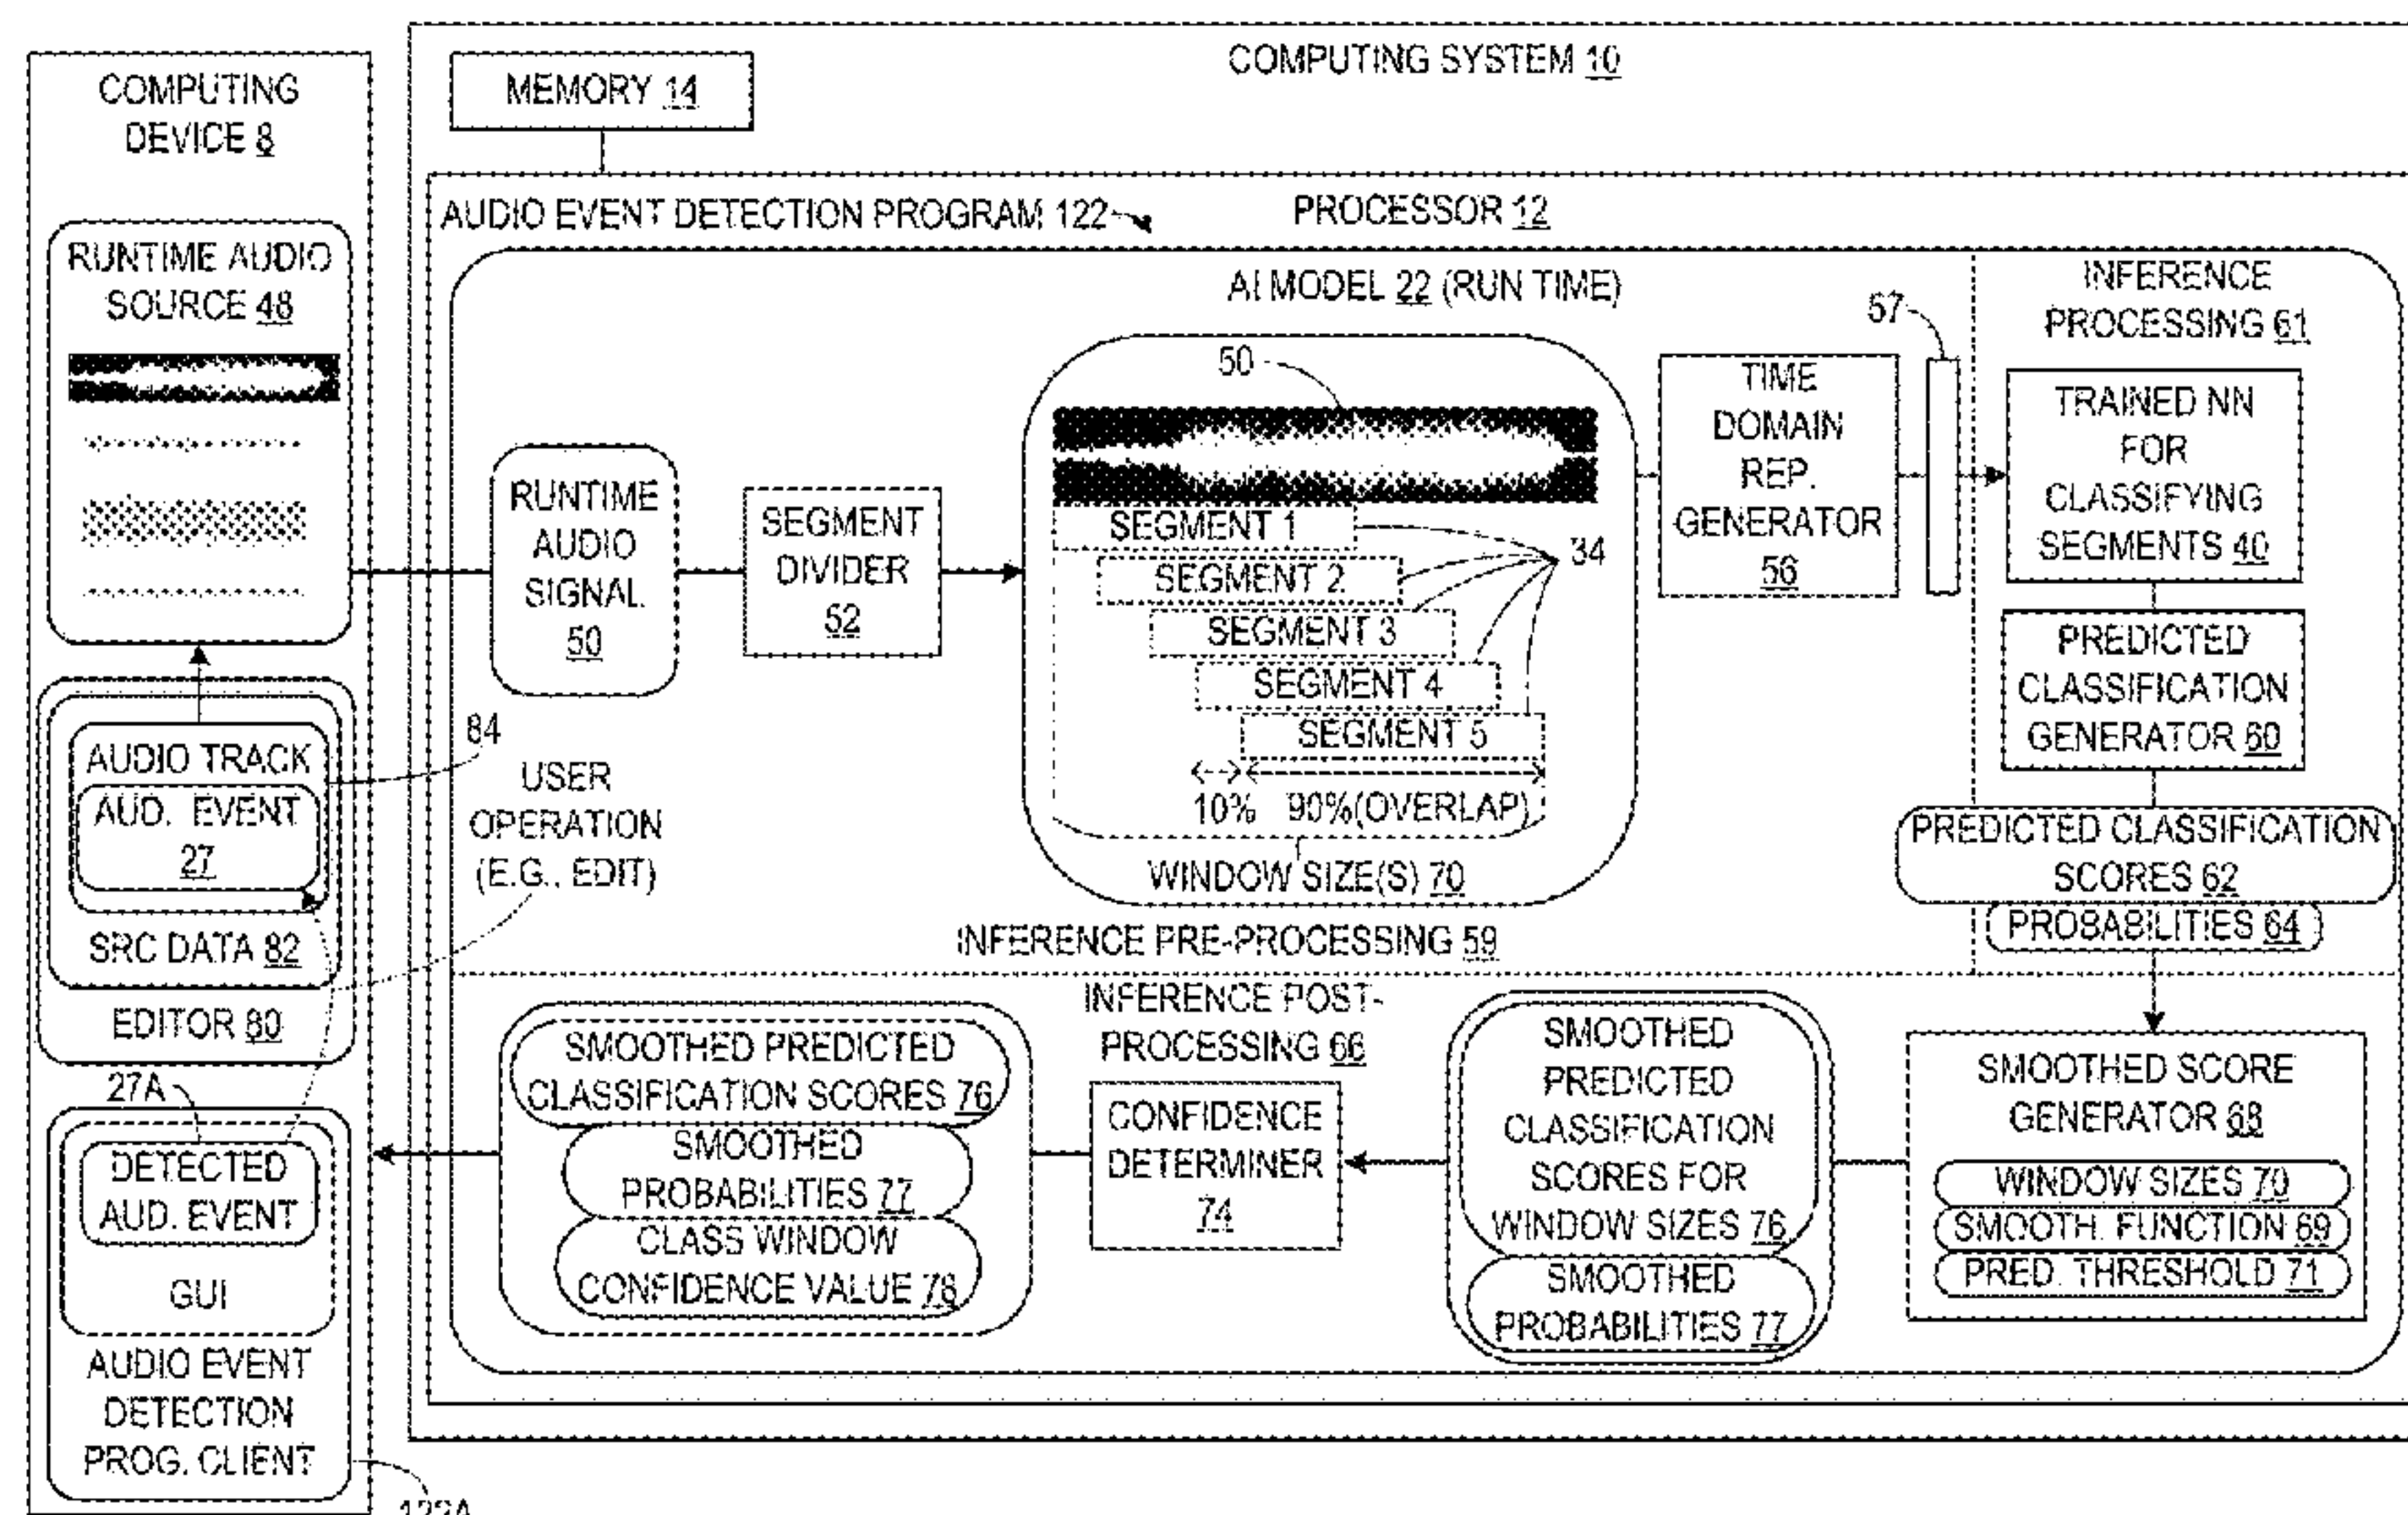 COMPUTING SYSTEM 10
COMPUTING
DEVICE 8
MEMORY 14
AUDIO EVENT DETECTION PROGRAM 122
PROCESSOR 12
RUNTIME AUDIO
SOURCE 48
AI MODEL 22 (RUN TIME)
INFERENCE
PROCESSING 61
57
50
RUNTIME
AUDIO
SIGNAL
50
SEGMENT
DIVIDER
52
SEGMENT 1
SEGMENT 2
SEGMENT 3
SEGMENT 4
SEGMENT 5
34
10%
90%(OVERLAP)
WINDOW SIZE(S) 70
TIME
DOMAIN
REP.
GENERATOR
56
TRAINED NN
FOR
CLASSIFYING
SEGMENTS 40
PREDICTED
CLASSIFICATION
GENERATOR 60
PREDICTED CLASSIFICATION
SCORES 62
PROBABILITIES 64
INFERENCE PRE-PROCESSING 59
84
AUDIO TRACK
AUD. EVENT
27
SRC DATA 82
EDITOR 80
USER
OPERATION
(E.G., EDIT)
INFERENCE POST-
PROCESSING 66
SMOOTHED SCORE
GENERATOR 68
WINDOW SIZES 70
SMOOTH. FUNCTION 69
PRED. THRESHOLD 71
SMOOTHED
PREDICTED
CLASSIFICATION
SCORES FOR
WINDOW SIZES 76
SMOOTHED
PROBABILITIES 77
CONFIDENCE
DETERMINER
74
SMOOTHED PREDICTED
CLASSIFICATION SCORES 76
SMOOTHED
PROBABILITIES 77
CLASS WINDOW
CONFIDENCE VALUE 78
27A
DETECTED
AUD. EVENT
GUI
AUDIO EVENT
DETECTION
PROG. CLIENT